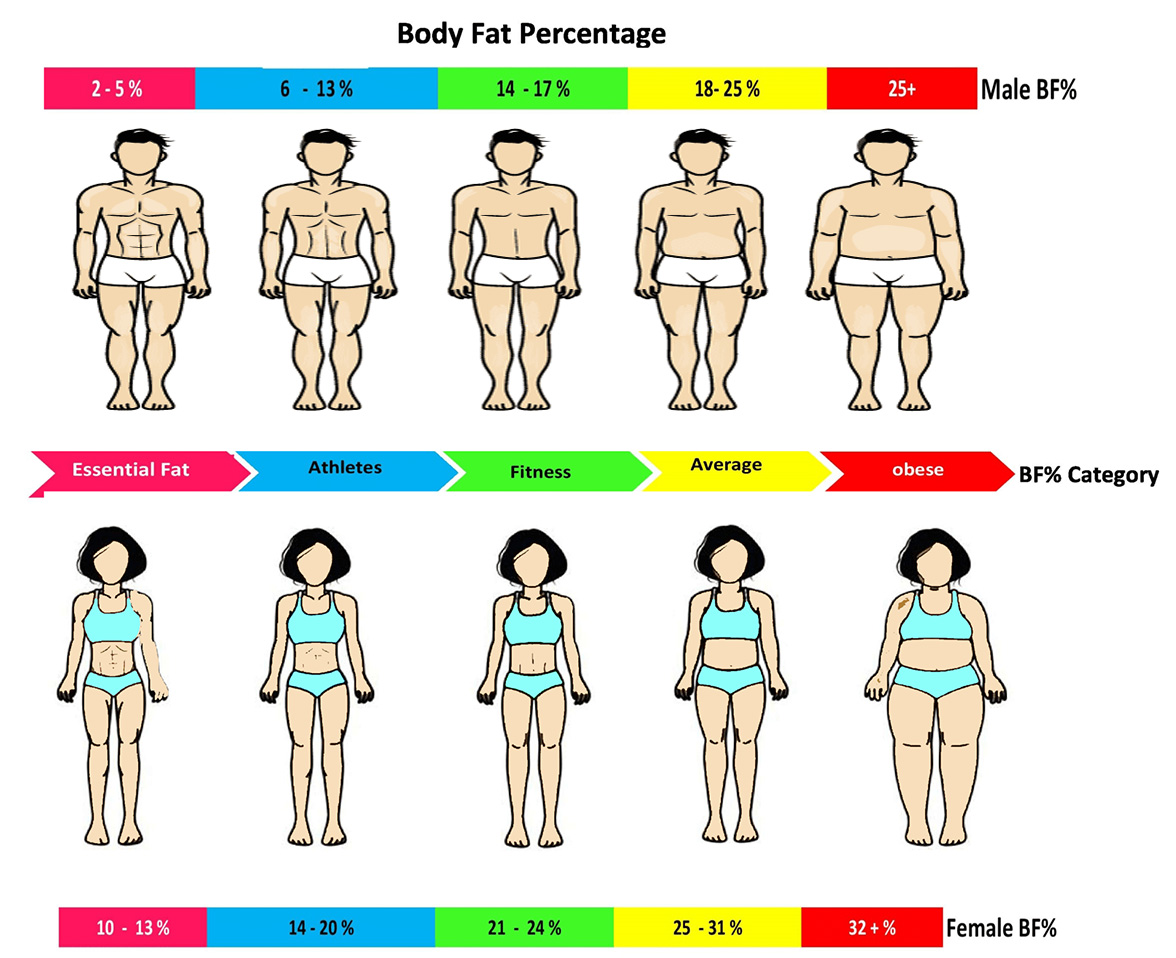 Body Fat Percentage
2 - 5 % 6 - 13 % 14 - 17 % 18- 25 % 25+ Male BF%
Essential Fat Athletes Fitness Average obese BF% Category
10 - 13 % 14 - 20 % 21 - 24 % 25 - 31 % 32 + % Female BF%